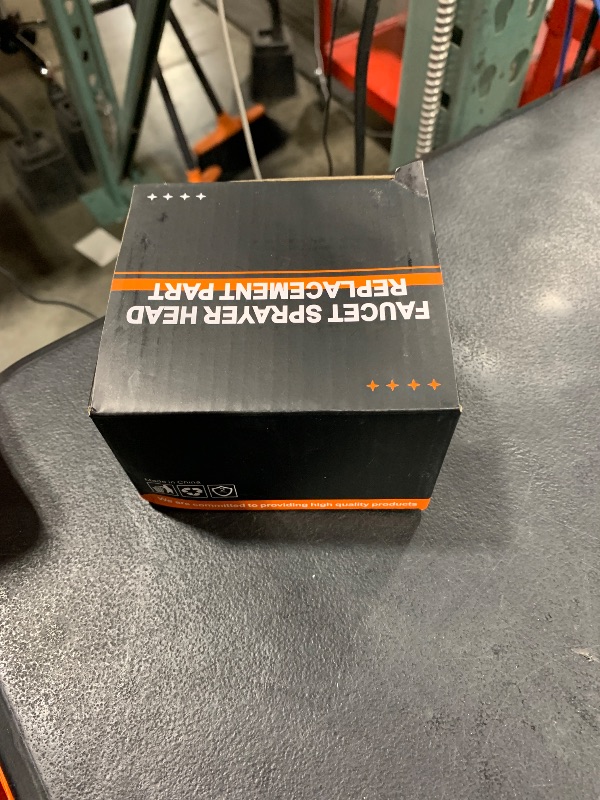 FAUCET SPRAYER HEAD
REPLACEMENT PART
Made in China
We are committed to providing high quality products